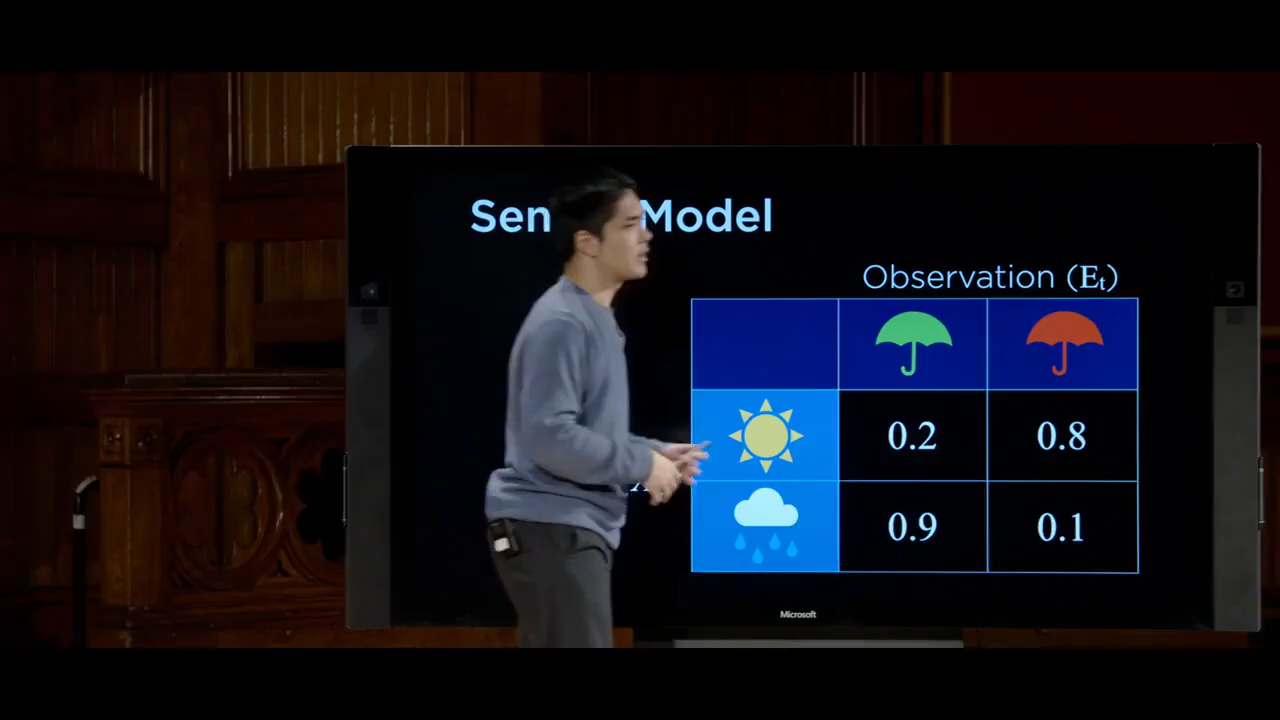 Sen Model
Observation (Eₜ)
0.2 0.8
0.9 0.1
Microsoft